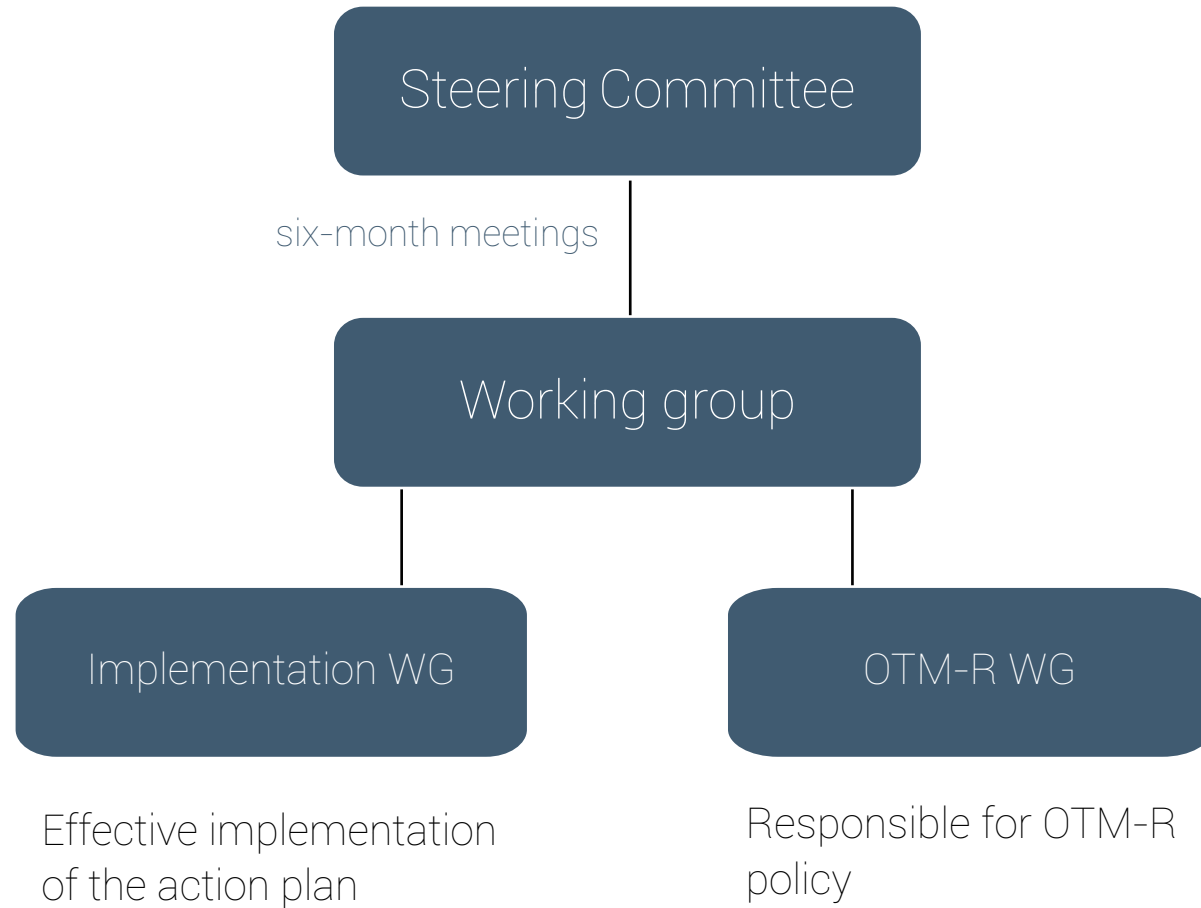 Steering Committee
six-month meetings
Working group
Implementation WG
OTM-R WG
Effective implementation
of the action plan
Responsible for OTM-R
policy